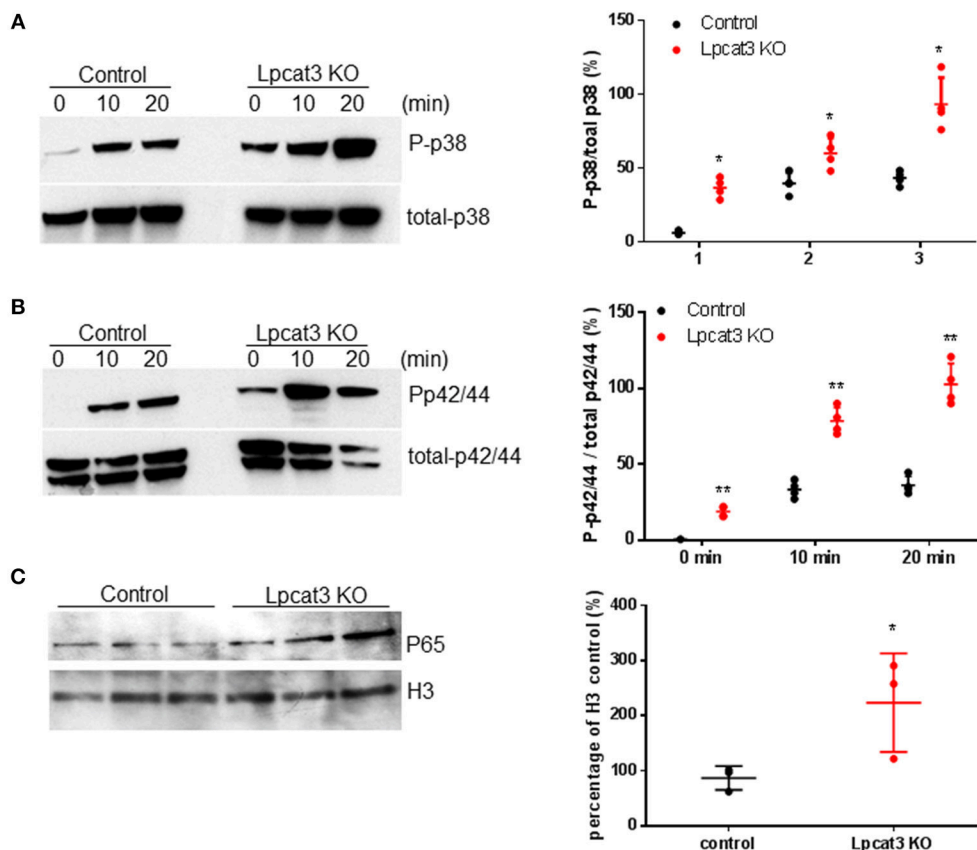 A
Control Lpcat3 KO
0 10 20 0 10 20 (min)
P-p38
total-p38
Control
Lpcat3 KO
P-p38/toal p38 (%)
150
100
50
0
* * *
1 2 3
B
Control Lpcat3 KO
0 10 20 0 10 20 (min)
Pp42/44
total-p42/44
Control
Lpcat3 KO
P-p42/44 / total p42/44 (%)
150
100
50
0
** ** **
0 min 10 min 20 min
C
Control Lpcat3 KO
P65
H3
percentage of H3 control (%)
400
300
200
100
0
*
control Lpcat3 KO